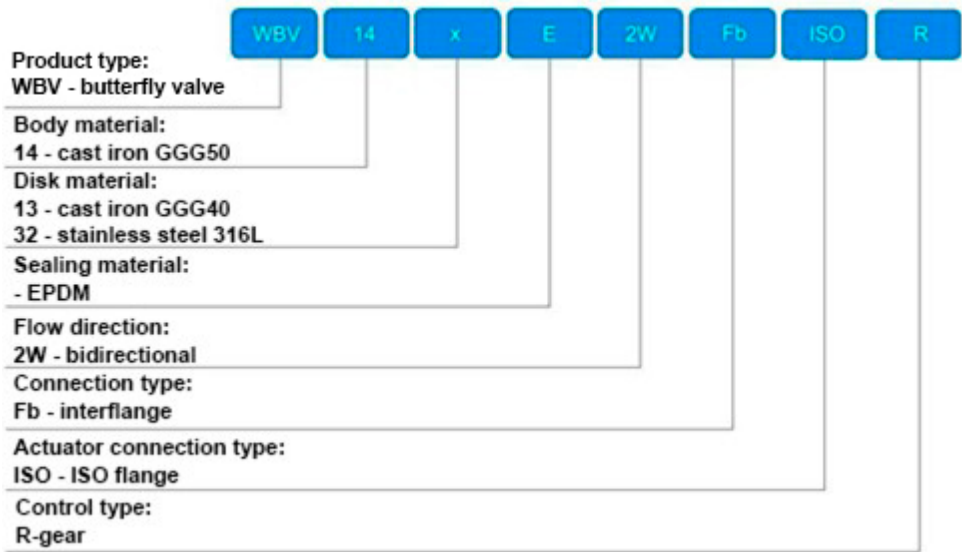 WBV 14 x E 2W Fb ISO R
Product type:
WBV - butterfly valve
Body material:
14 - cast iron GGG50
Disk material:
13 - cast iron GGG40
32 - stainless steel 316L
Sealing material:
- EPDM
Flow direction:
2W - bidirectional
Connection type:
Fb - interflange
Actuator connection type:
ISO - ISO flange
Control type:
R-gear